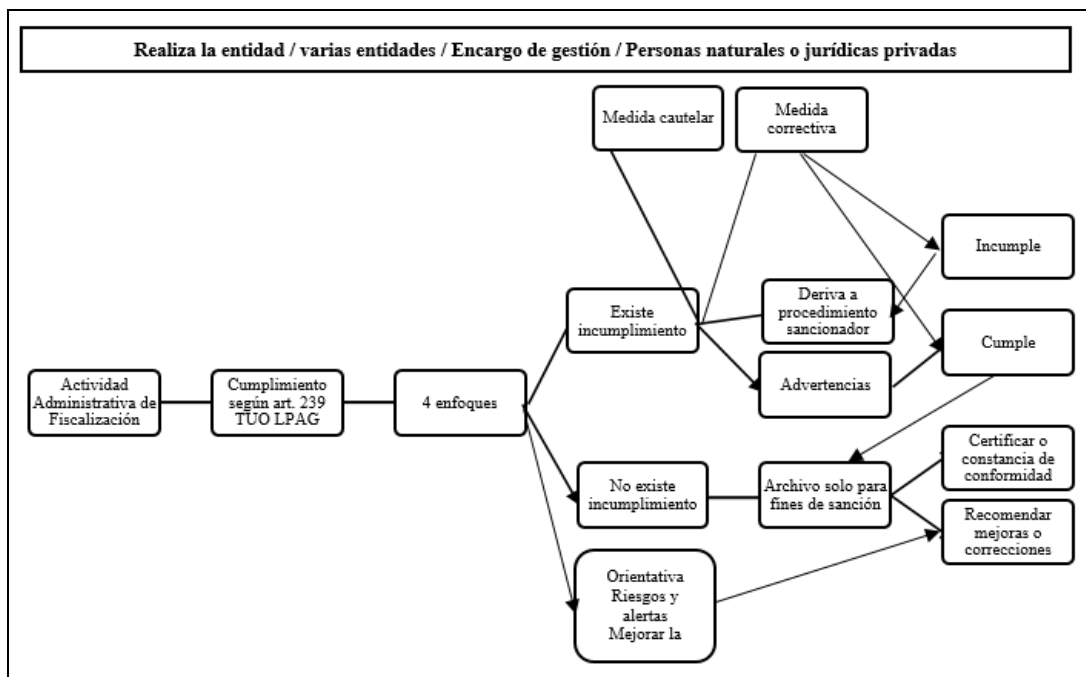 Realiza la entidad / varias entidades / Encargo de gestión / Personas naturales o jurídicas privadas
Medida cautelar
Medida
correctiva
Incumple
Existe
incumplimiento
Deriva a
procedimiento
sancionador
Cumple
Advertencias
Actividad
Administrativa de
Fiscalización
Cumplimiento
según art. 239
TUO LPAG
4 enfoques
Certificar o
constancia de
conformidad
No existe
incumplimiento
Archivo solo para
fines de sanción
Recomendar
mejoras o
correcciones
Orientativa
Riesgos y
alertas
Mejorar la